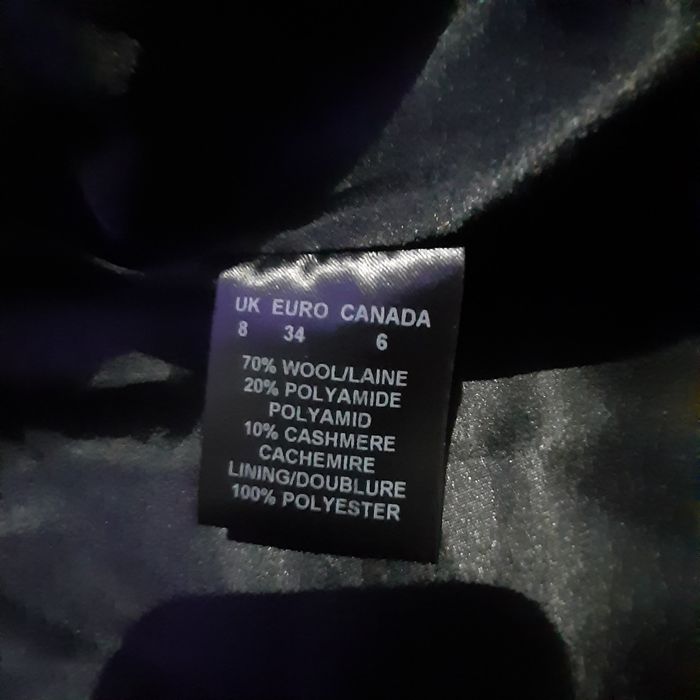 UK EURO CANADA
8 34 6
70% WOOL/LAINE
20% POLYAMIDE
POLYAMID
10% CASHMERE
CACHEMIRE
LINING/DOUBLURE
100% POLYESTER